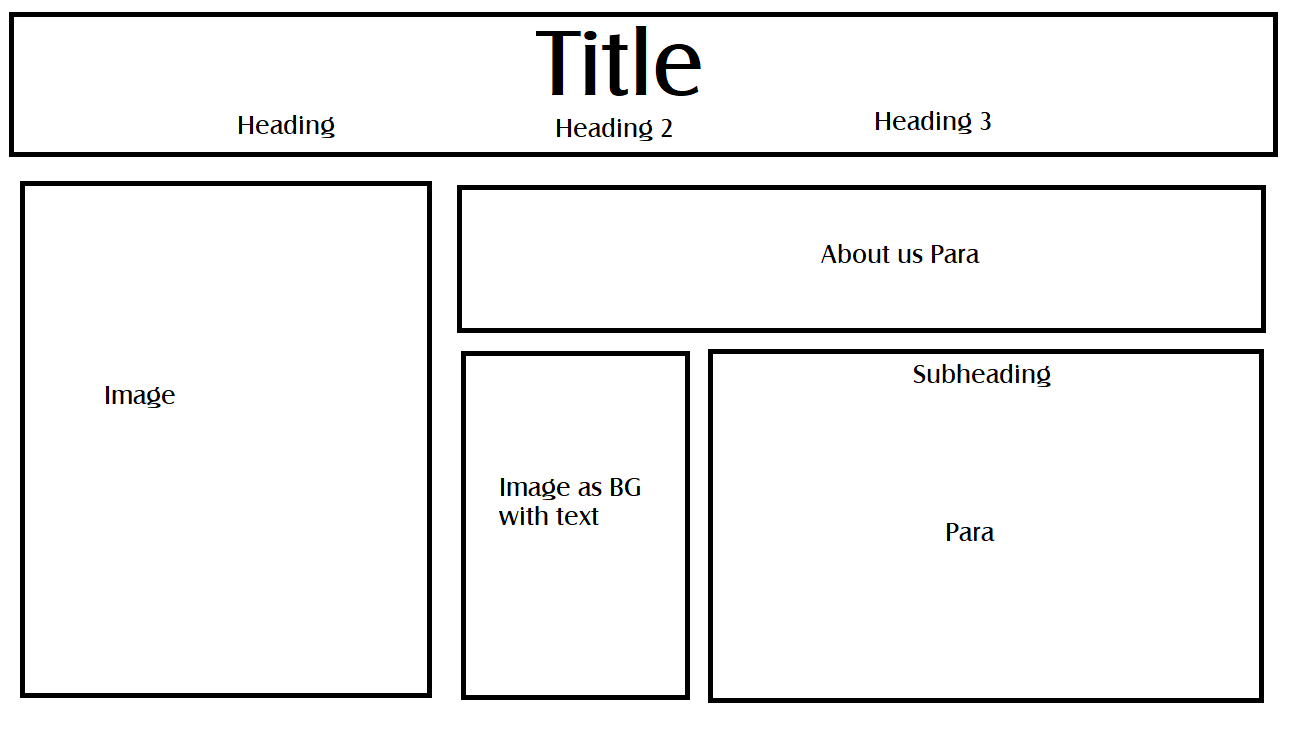 Title
Heading
Heading 2
Heading 3
Image
About us Para
Image as BG
with text
Subheading
Para